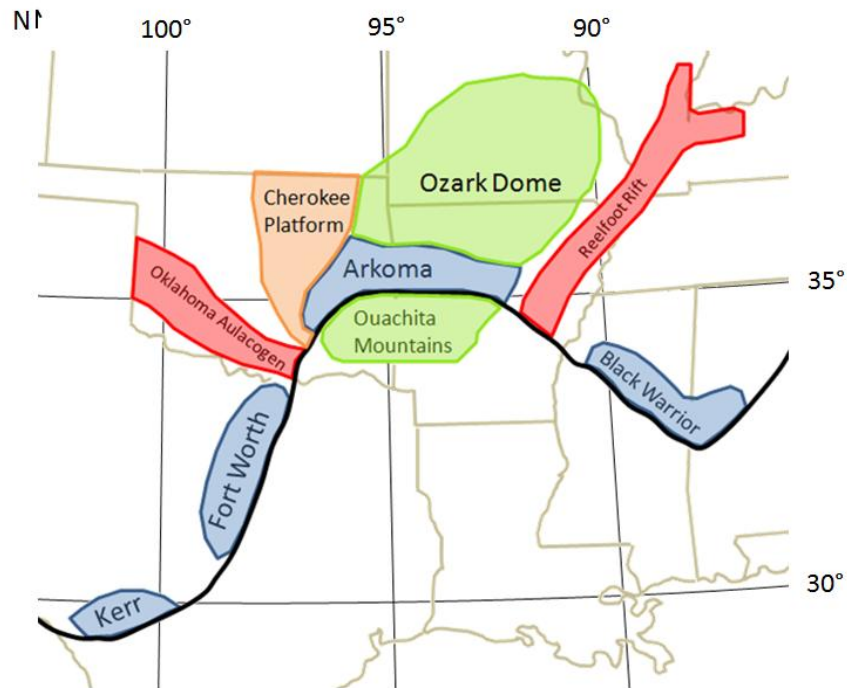 N
100°
95°
90°
Cherokee
Platform
Ozark Dome
Reelfoot Rift
Arkoma
35°
Oklahoma Aulacogen
Ouachita
Mountains
Black Warrior
Fort Worth
30°
Kerr